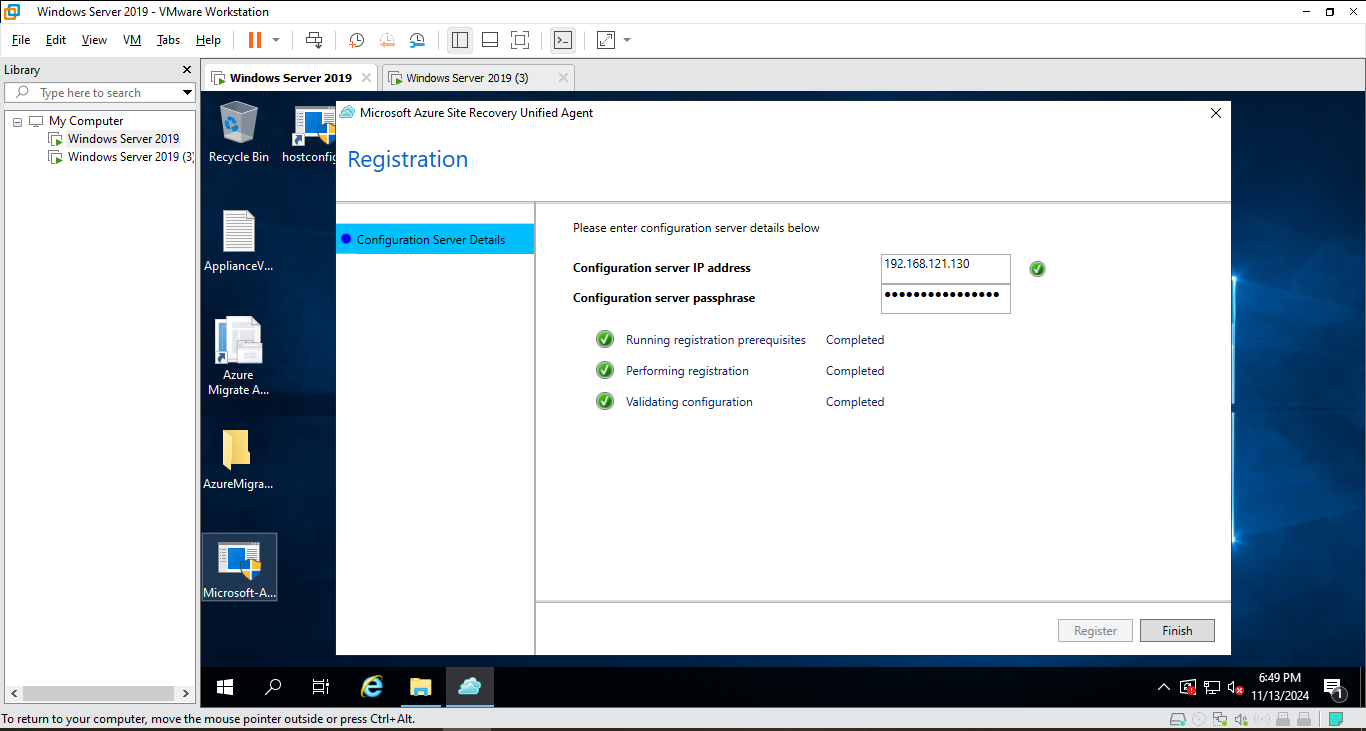 Windows Server 2019 - VMware Workstation
File Edit View VM Tabs Help
Library
Type here to search
My Computer
Windows Server 2019
Windows Server 2019 (3)
Windows Server 2019
Windows Server 2019 (3)
Recycle Bin
hostconfig
ApplianceV...
Azure
Migrate A...
AzureMigra...
Microsoft-A...
Microsoft Azure Site Recovery Unified Agent
Registration
Configuration Server Details
Please enter configuration server details below
Configuration server IP address 192.168.121.130
Configuration server passphrase ●●●●●●●●●●●●●●●●
Running registration prerequisites Completed
Performing registration Completed
Validating configuration Completed
Register Finish
6:49 PM
11/13/2024
1
To return to your computer, move the mouse pointer outside or press Ctrl+Alt.